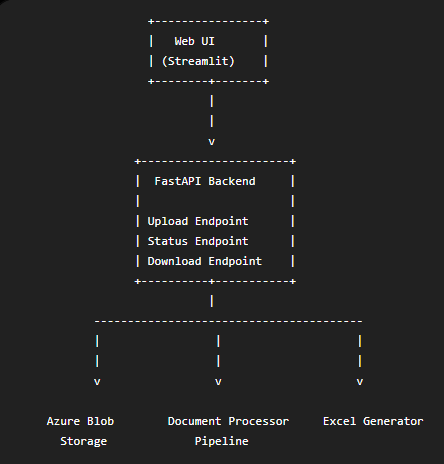 Web UI
(Streamlit)
v
FastAPI Backend
Upload Endpoint
Status Endpoint
Download Endpoint
v v v
Azure Blob Document Processor Excel Generator
Storage Pipeline